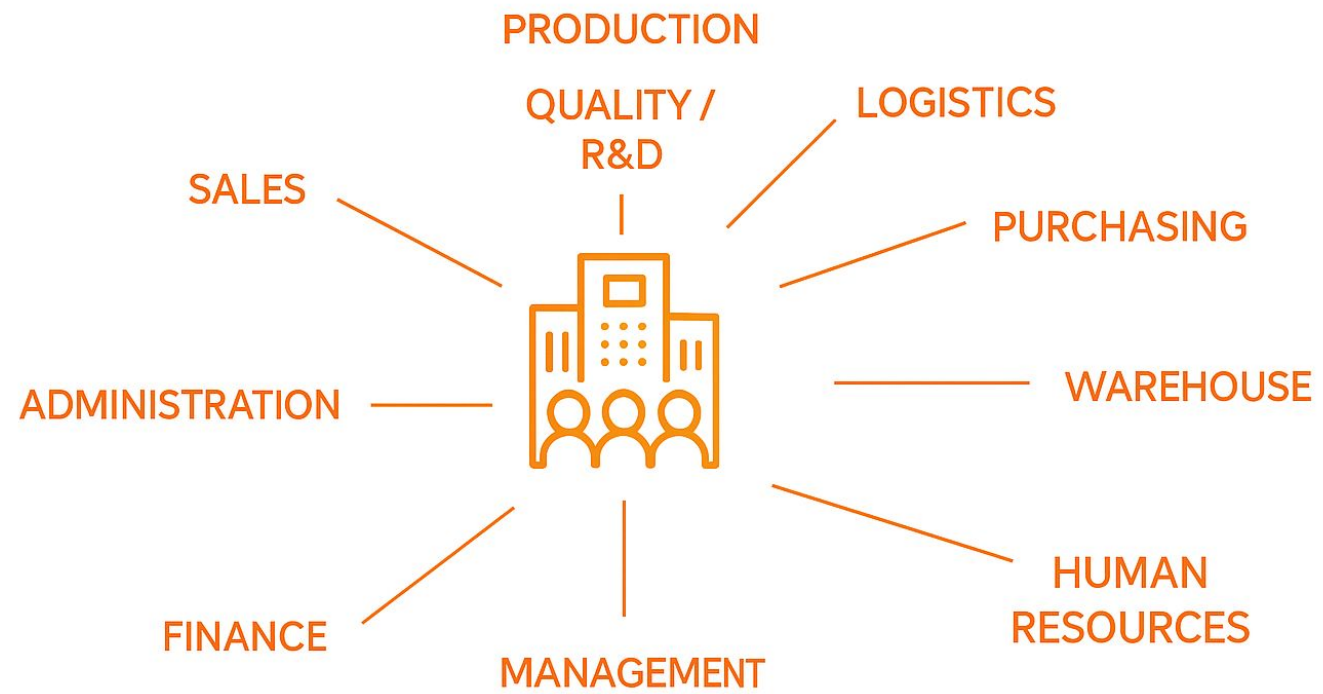 PRODUCTION
QUALITY /
R&D
LOGISTICS
SALES
PURCHASING
ADMINISTRATION
WAREHOUSE
HUMAN
RESOURCES
FINANCE
MANAGEMENT